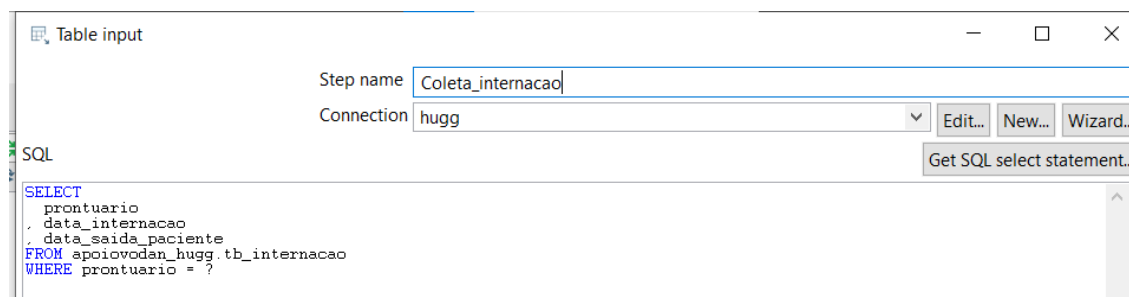 Table input
Step name Coleta_internacao
Connection hugg Edit... New... Wizard..
SQL Get SQL select statement..
SELECT
prontuario
, data_internacao
, data_saida_paciente
FROM apoiovodan_hugg.tb_internacao
WHERE prontuario = ?